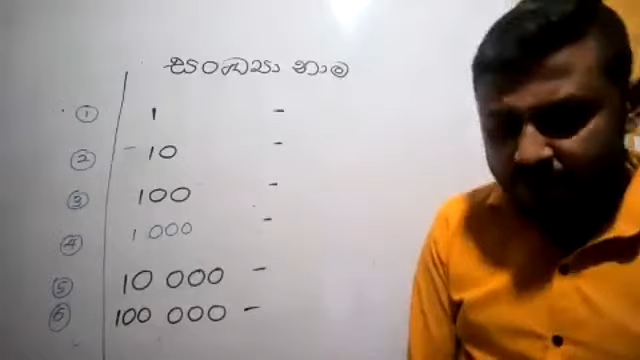 සංඛ්‍යා නාම
① 1 -
② 10 -
③ 100 -
④ 1 000 -
⑤ 10 000 -
⑥ 100 000 -